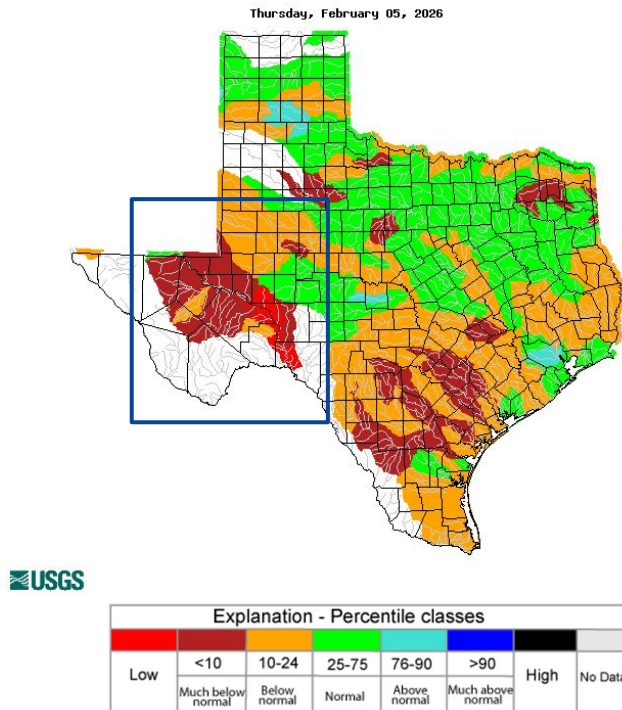 Thursday, February 05, 2026
USGS
Explanation - Percentile classes
Low
<10
10-24
25-75
76-90
>90
High
No Data
Much below normal
Below normal
Normal
Above normal
Much above normal